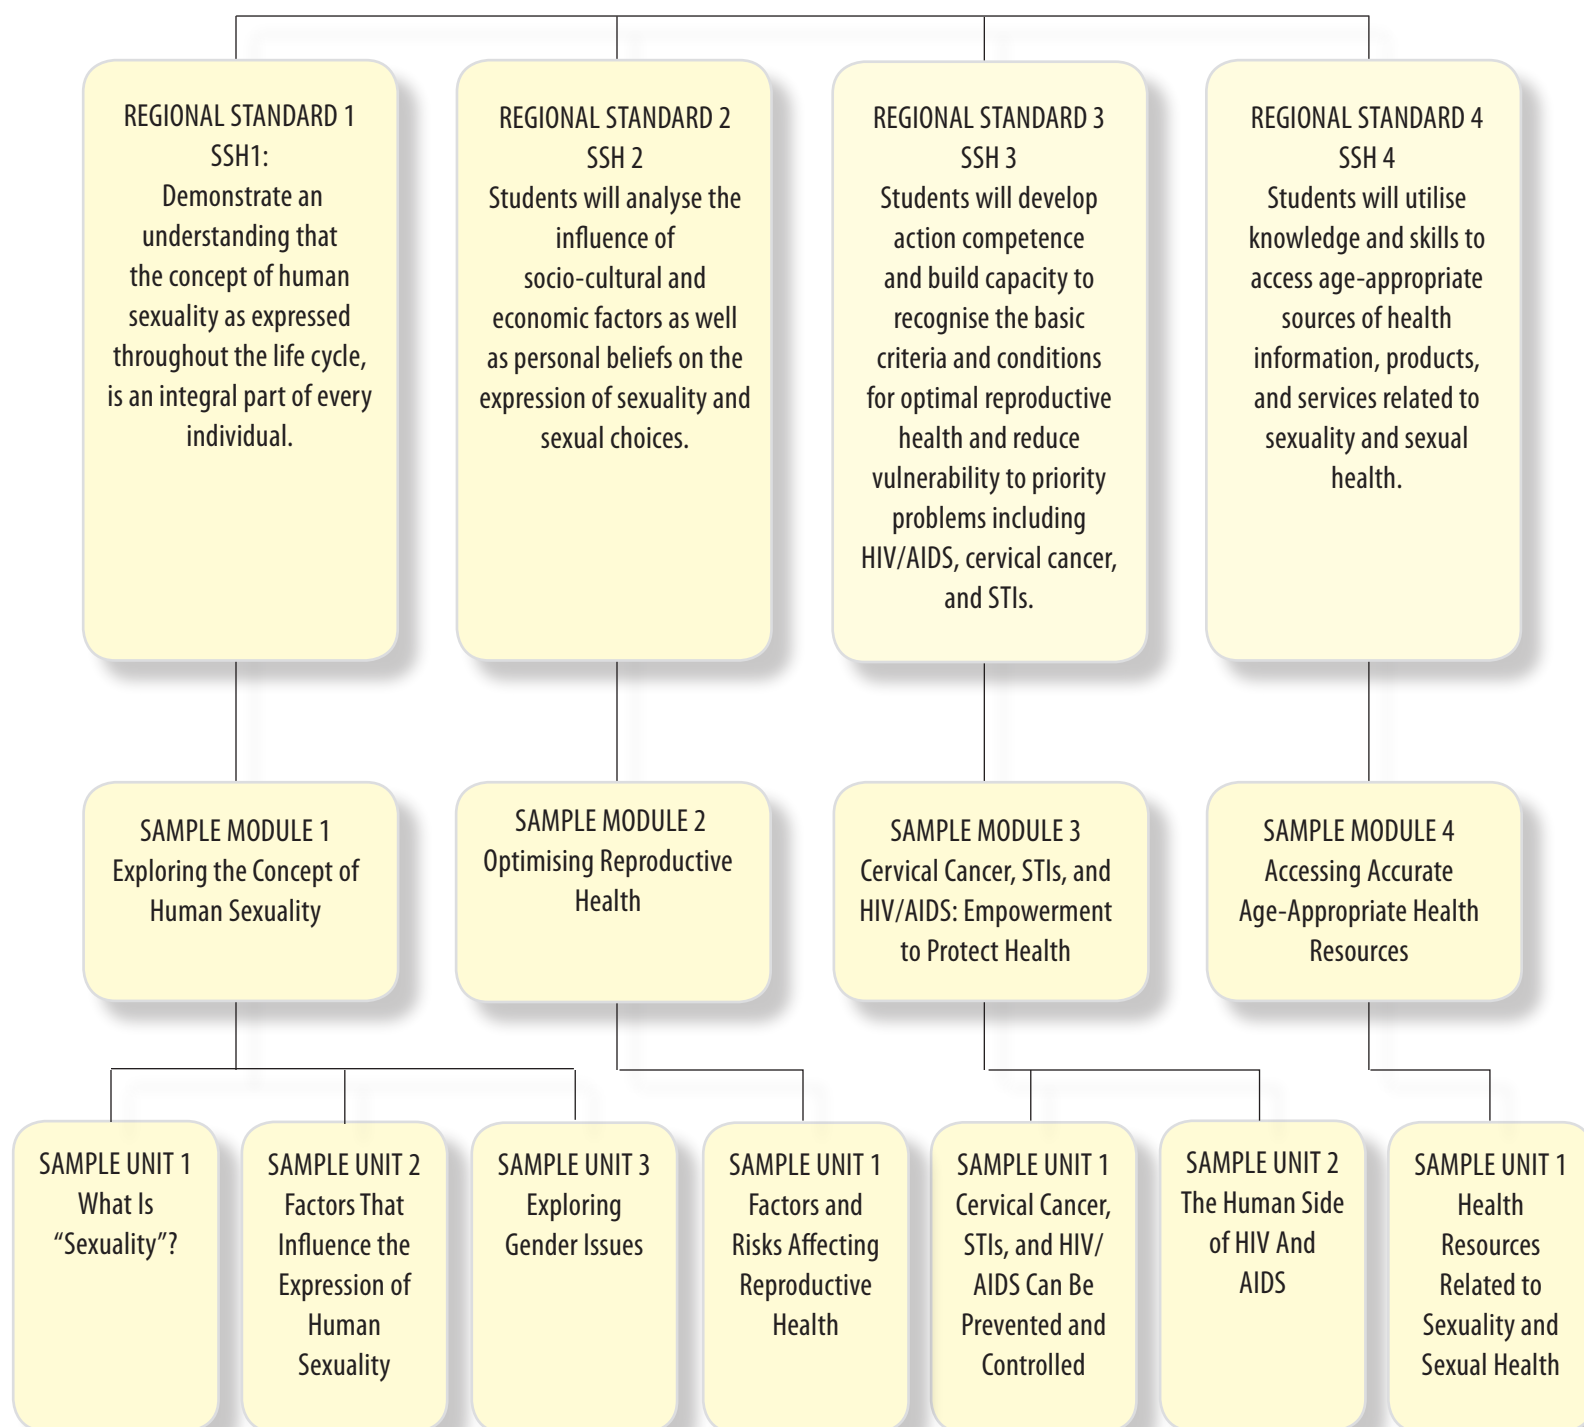 REGIONAL STANDARD 1
SSH1:
Demonstrate an
understanding that
the concept of human
sexuality as expressed
throughout the life cycle,
is an integral part of every
individual.
REGIONAL STANDARD 2
SSH 2
Students will analyse the
influence of
socio-cultural and
economic factors as well
as personal beliefs on the
expression of sexuality and
sexual choices.
REGIONAL STANDARD 3
SSH 3
Students will develop
action competence
and build capacity to
recognise the basic
criteria and conditions
for optimal reproductive
health and reduce
vulnerability to priority
problems including
HIV/AIDS, cervical cancer,
and STIs.
REGIONAL STANDARD 4
SSH 4
Students will utilise
knowledge and skills to
access age-appropriate
sources of health
information, products,
and services related to
sexuality and sexual
health.
SAMPLE MODULE 1
Exploring the Concept of
Human Sexuality
SAMPLE MODULE 2
Optimising Reproductive
Health
SAMPLE MODULE 3
Cervical Cancer, STIs, and
HIV/AIDS: Empowerment
to Protect Health
SAMPLE MODULE 4
Accessing Accurate
Age-Appropriate Health
Resources
SAMPLE UNIT 1
What Is
“Sexuality”?
SAMPLE UNIT 2
Factors That
Influence the
Expression of
Human
Sexuality
SAMPLE UNIT 3
Exploring
Gender Issues
SAMPLE UNIT 1
Factors and
Risks Affecting
Reproductive
Health
SAMPLE UNIT 1
Cervical Cancer,
STIs, and HIV/
AIDS Can Be
Prevented and
Controlled
SAMPLE UNIT 2
The Human Side
of HIV And
AIDS
SAMPLE UNIT 1
Health
Resources
Related to
Sexuality and
Sexual Health